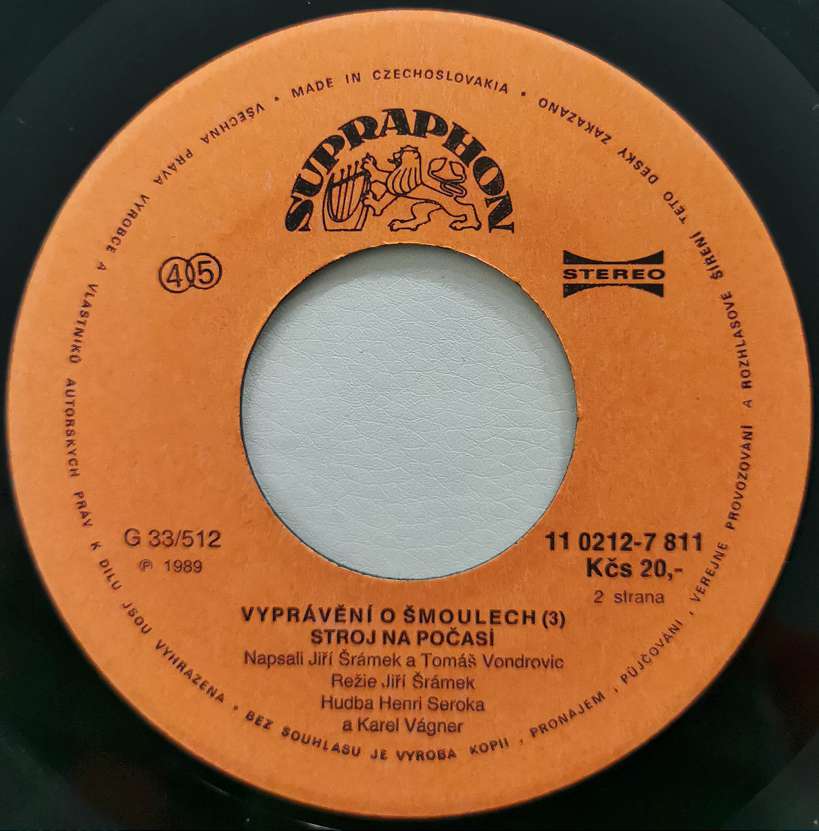 • MADE IN CZECHOSLOVAKIA •
SUPRAPHON
45
STEREO
G 33/512
℗ 1989
11 0212-7 811
Kčs 20,-
2 strana
VYPRÁVĚNÍ O ŠMOULECH (3)
STROJ NA POČASÍ
Napsali Jiří Šrámek a Tomáš Vondrovic
Režie Jiří Šrámek
Hudba Henri Seroka
a Karel Vágner
VŠECHNA PRÁVA VÝROBCE A VLASTNÍKŮ AUTORSKÝCH PRÁV K DÍLU JSOU VYHRAZENA • BEZ SOUHLASU JE VÝROBA KOPIÍ, PRONÁJEM, PŮJČOVÁNÍ, VEŘEJNÉ PROVOZOVÁNÍ A ROZHLASOVÉ ŠÍŘENÍ TÉTO DESKY ZAKÁZÁNO